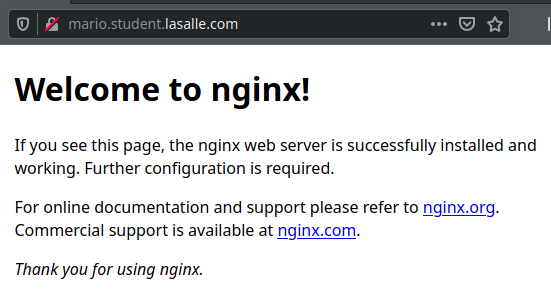 mario.student.lasalle.com
Welcome to nginx!
If you see this page, the nginx web server is successfully installed and
working. Further configuration is required.
For online documentation and support please refer to nginx.org.
Commercial support is available at nginx.com.
Thank you for using nginx.